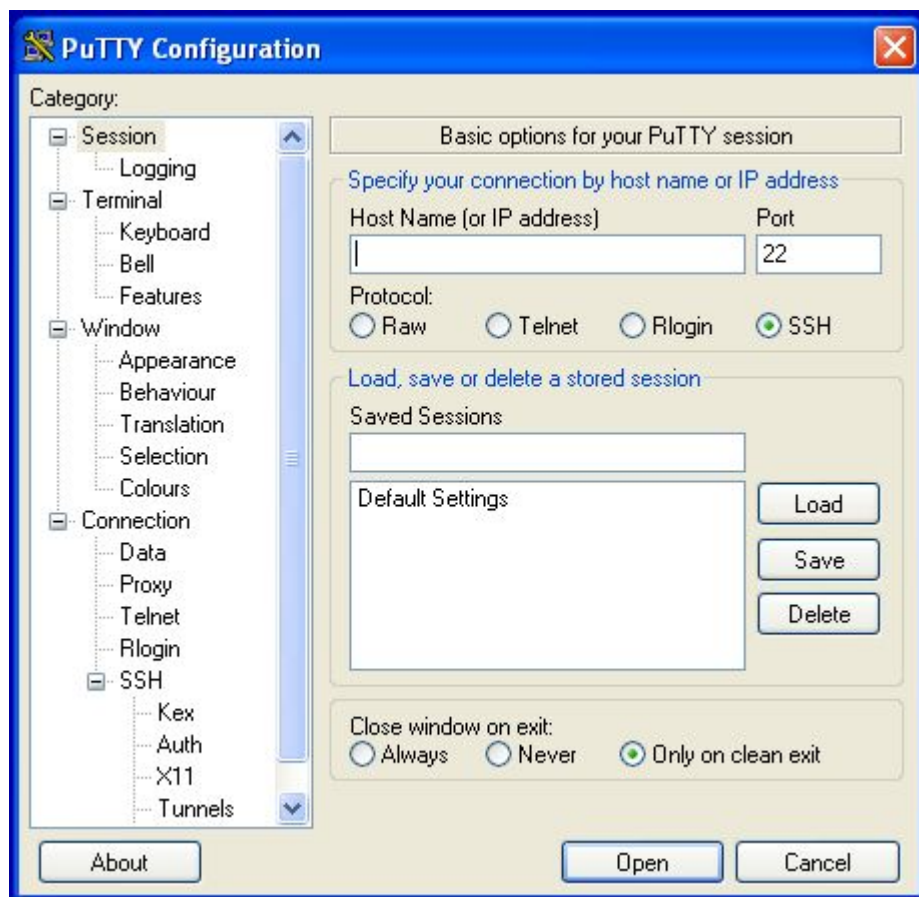 PuTTY Configuration
Category:
Session
Logging
Terminal
Keyboard
Bell
Features
Window
Appearance
Behaviour
Translation
Selection
Colours
Connection
Data
Proxy
Telnet
Rlogin
SSH
Kex
Auth
X11
Tunnels
Basic options for your PuTTY session
Specify your connection by host name or IP address
Host Name (or IP address) Port
22
Protocol:
Raw Telnet Rlogin SSH
Load, save or delete a stored session
Saved Sessions
Default Settings
Load
Save
Delete
Close window on exit:
Always Never Only on clean exit
About Open Cancel